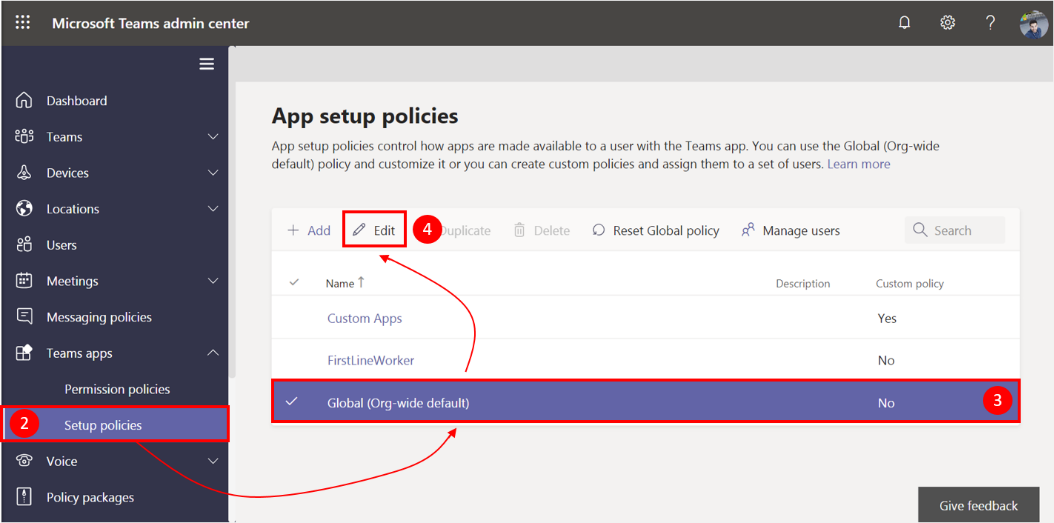 Microsoft Teams admin center
?
Dashboard
Teams
Devices
Locations
Users
Meetings
Messaging policies
Teams apps
Permission policies
2 Setup policies
Voice
Policy packages
App setup policies
App setup policies control how apps are made available to a user with the Teams app. You can use the Global (Org-wide
default) policy and customize it or you can create custom policies and assign them to a set of users. Learn more
+ Add Edit 4 Duplicate Delete Reset Global policy Manage users Search
Name ↑ Description Custom policy
Custom Apps Yes
FirstLineWorker No
Global (Org-wide default) No 3
Give feedback